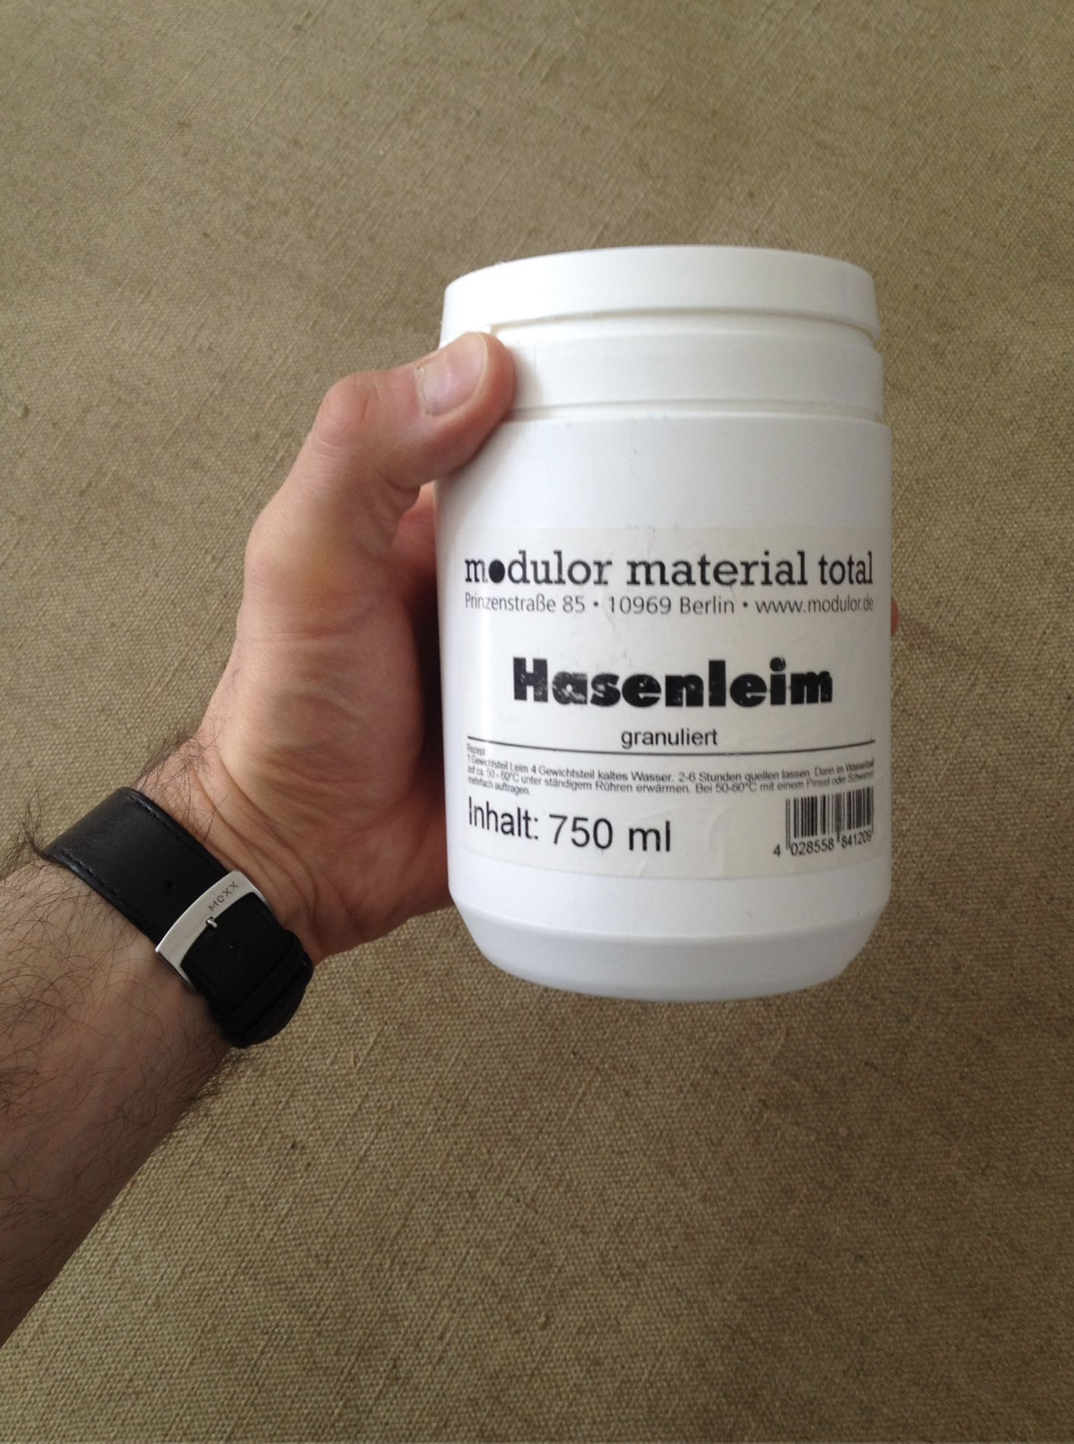 modulor material total
Prinzenstraße 85 • 10969 Berlin • www.modulor.de
Hasenleim
granuliert
Rezept
1 Gewichtsteil Leim 4 Gewichtsteil kaltes Wasser. 2-6 Stunden quellen lassen. Dann im Wasserbad
auf ca. 50 - 60°C unter ständigem Rühren erwärmen. Bei 50-60°C mit einem Pinsel oder Schwamm
mehrfach auftragen.
Inhalt: 750 ml
4 028558 841209
mexx